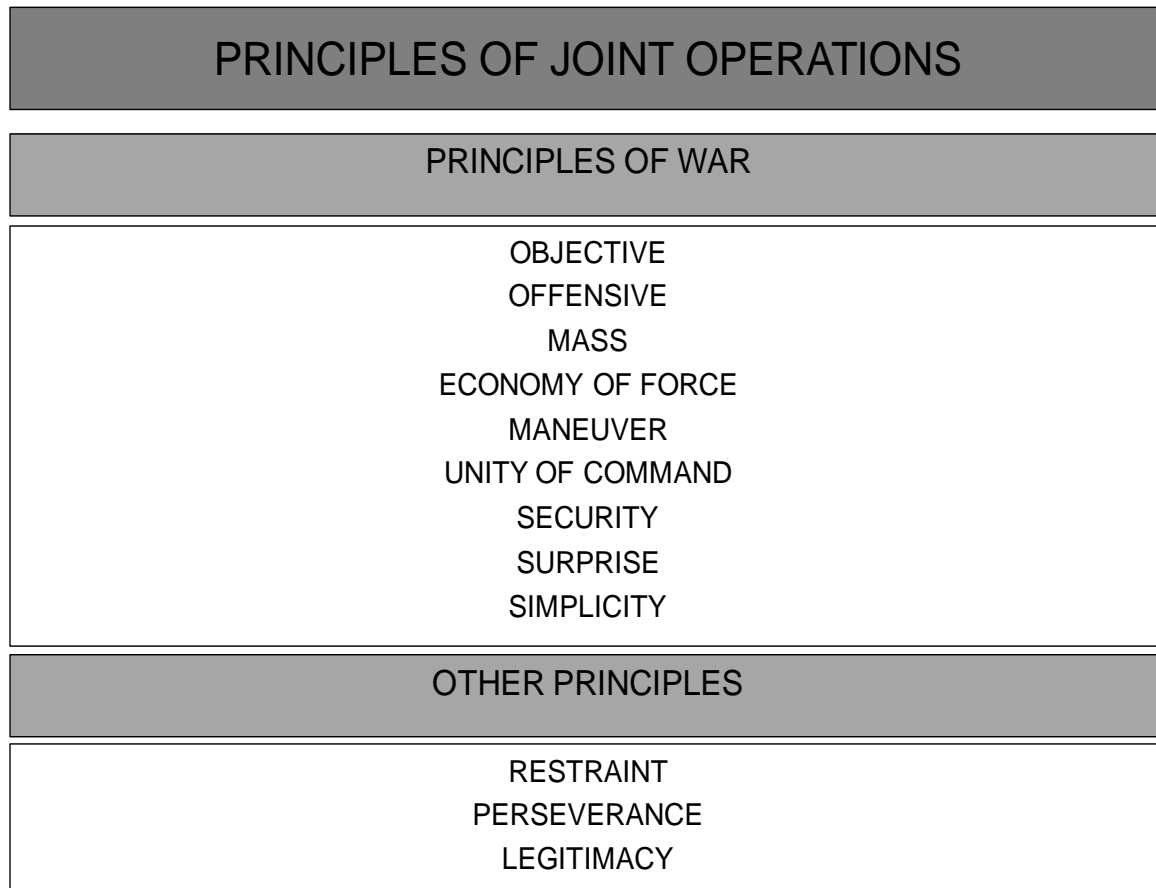 PRINCIPLES OF JOINT OPERATIONS
PRINCIPLES OF WAR
OBJECTIVE
OFFENSIVE
MASS
ECONOMY OF FORCE
MANEUVER
UNITY OF COMMAND
SECURITY
SURPRISE
SIMPLICITY
OTHER PRINCIPLES
RESTRAINT
PERSEVERANCE
LEGITIMACY